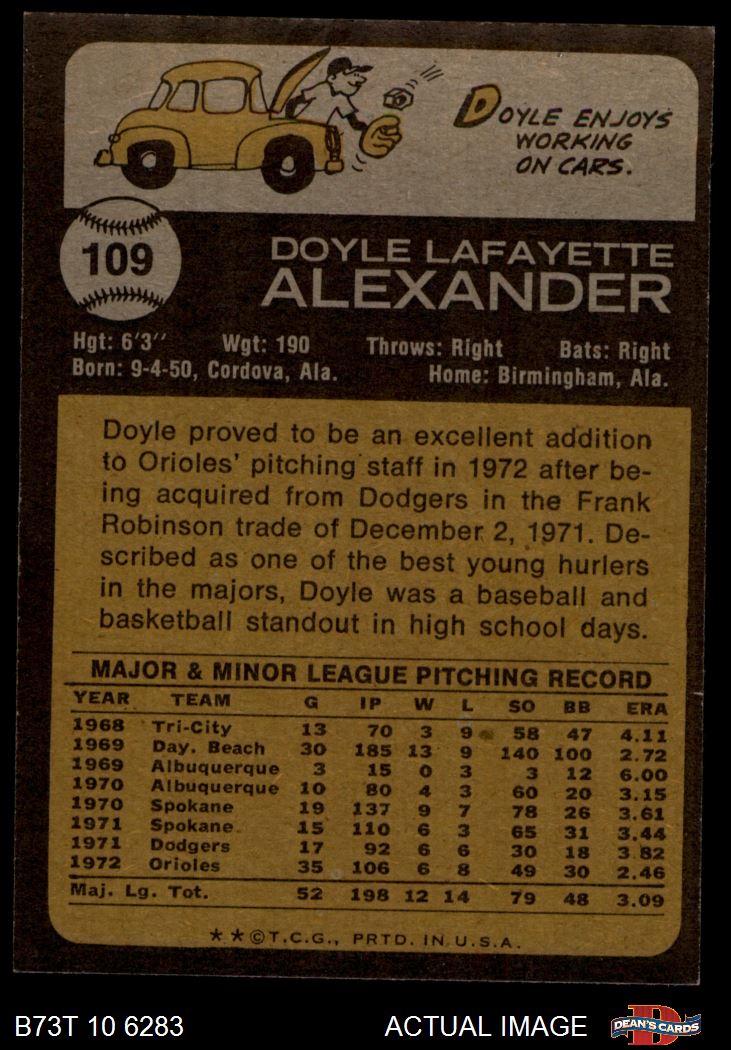 DOYLE ENJOYS
WORKING
ON CARS.
109
DOYLE LAFAYETTE
ALEXANDER
Hgt: 6'3" Wgt: 190 Throws: Right Bats: Right
Born: 9-4-50, Cordova, Ala. Home: Birmingham, Ala.
Doyle proved to be an excellent addition
to Orioles' pitching staff in 1972 after be-
ing acquired from Dodgers in the Frank
Robinson trade of December 2, 1971. De-
scribed as one of the best young hurlers
in the majors, Doyle was a baseball and
basketball standout in high school days.
MAJOR & MINOR LEAGUE PITCHING RECORD
YEAR TEAM G IP W L SO BB ERA
1968 Tri-City 13 70 3 9 58 47 4.11
1969 Day. Beach 30 185 13 9 140 100 2.72
1969 Albuquerque 3 15 0 3 3 12 6.00
1970 Albuquerque 10 80 4 3 60 20 3.15
1970 Spokane 19 137 9 7 78 26 3.61
1971 Spokane 15 110 6 3 65 31 3.44
1971 Dodgers 17 92 6 6 30 18 3.82
1972 Orioles 35 106 6 8 49 30 2.46
Maj. Lg. Tot. 52 198 12 14 79 48 3.09
**©T.C.G., PRTD. IN U.S.A.
B73T 10 6283 ACTUAL IMAGE D DEAN'S CARDS